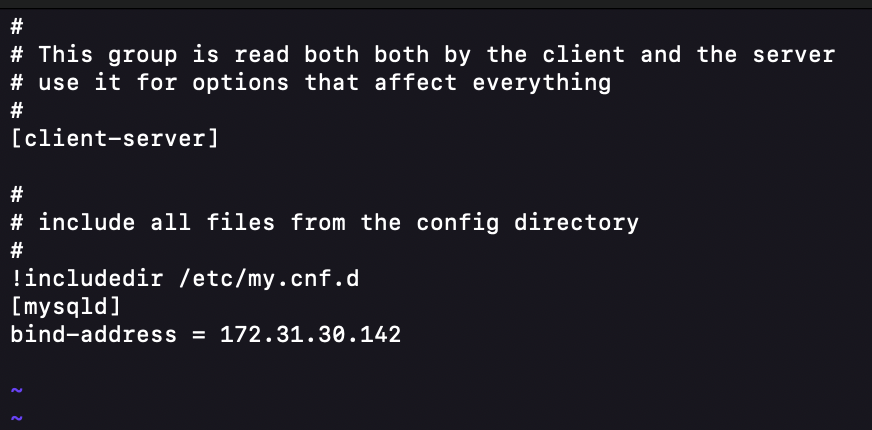 #
# This group is read both both by the client and the server
# use it for options that affect everything
#
[client-server]

#
# include all files from the config directory
#
!includedir /etc/my.cnf.d
[mysqld]
bind-address = 172.31.30.142

~
~